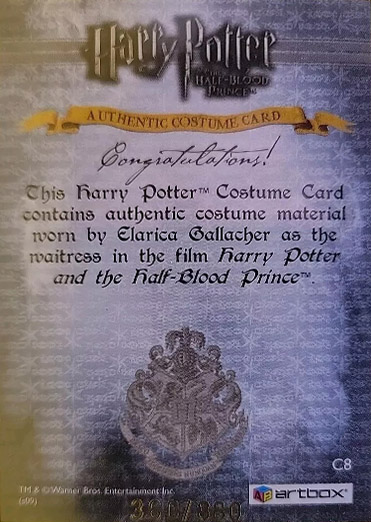 Harry Potter
AND THE
HALF-BLOOD
PRINCE™
AUTHENTIC COSTUME CARD
Congratulations!
This Harry Potter™ Costume Card
contains authentic costume material
worn by Elarica Gallacher as the
waitress in the film Harry Potter
and the Half-Blood Prince™.
C8
TM & © Warner Bros. Entertainment Inc.
(s09)
artbox®